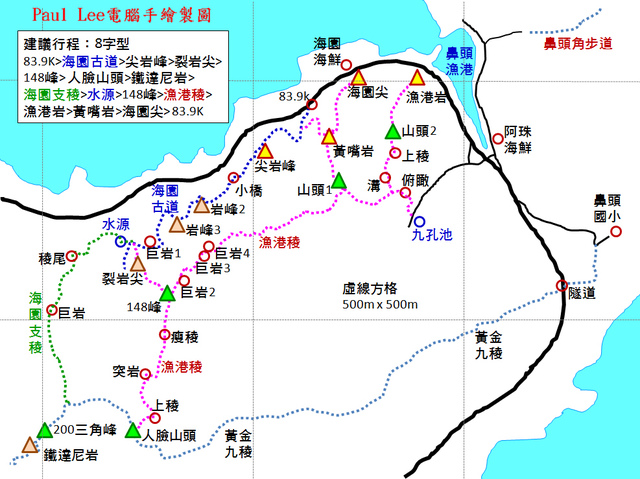 Paul Lee電腦手繪製圖
建議行程：8字型
83.9K>海園古道>尖岩峰>裂岩尖>
148峰>人臉山頭>鐵達尼岩>
海園支稜>水源>148峰>漁港稜>
漁港岩>黃嘴岩>海園尖>83.9K
海園
海鮮
鼻頭
漁港
鼻頭角步道
海園尖
漁港岩
83.9K
山頭2
阿珠
海鮮
黃嘴岩
尖岩峰
上稜
小橋
山頭1
溝
俯瞰
海園
古道
岩峰2
鼻頭
國小
水源
岩峰3
九孔池
漁港稜
稜尾
巨岩1
巨岩4
巨岩3
裂岩尖
巨岩2
虛線方格
500m x 500m
隧道
海園支稜
巨岩
148峰
瘦稜
黃金
九稜
突岩
漁港稜
上稜
200三角峰
人臉山頭
黃金
九稜
鐵達尼岩